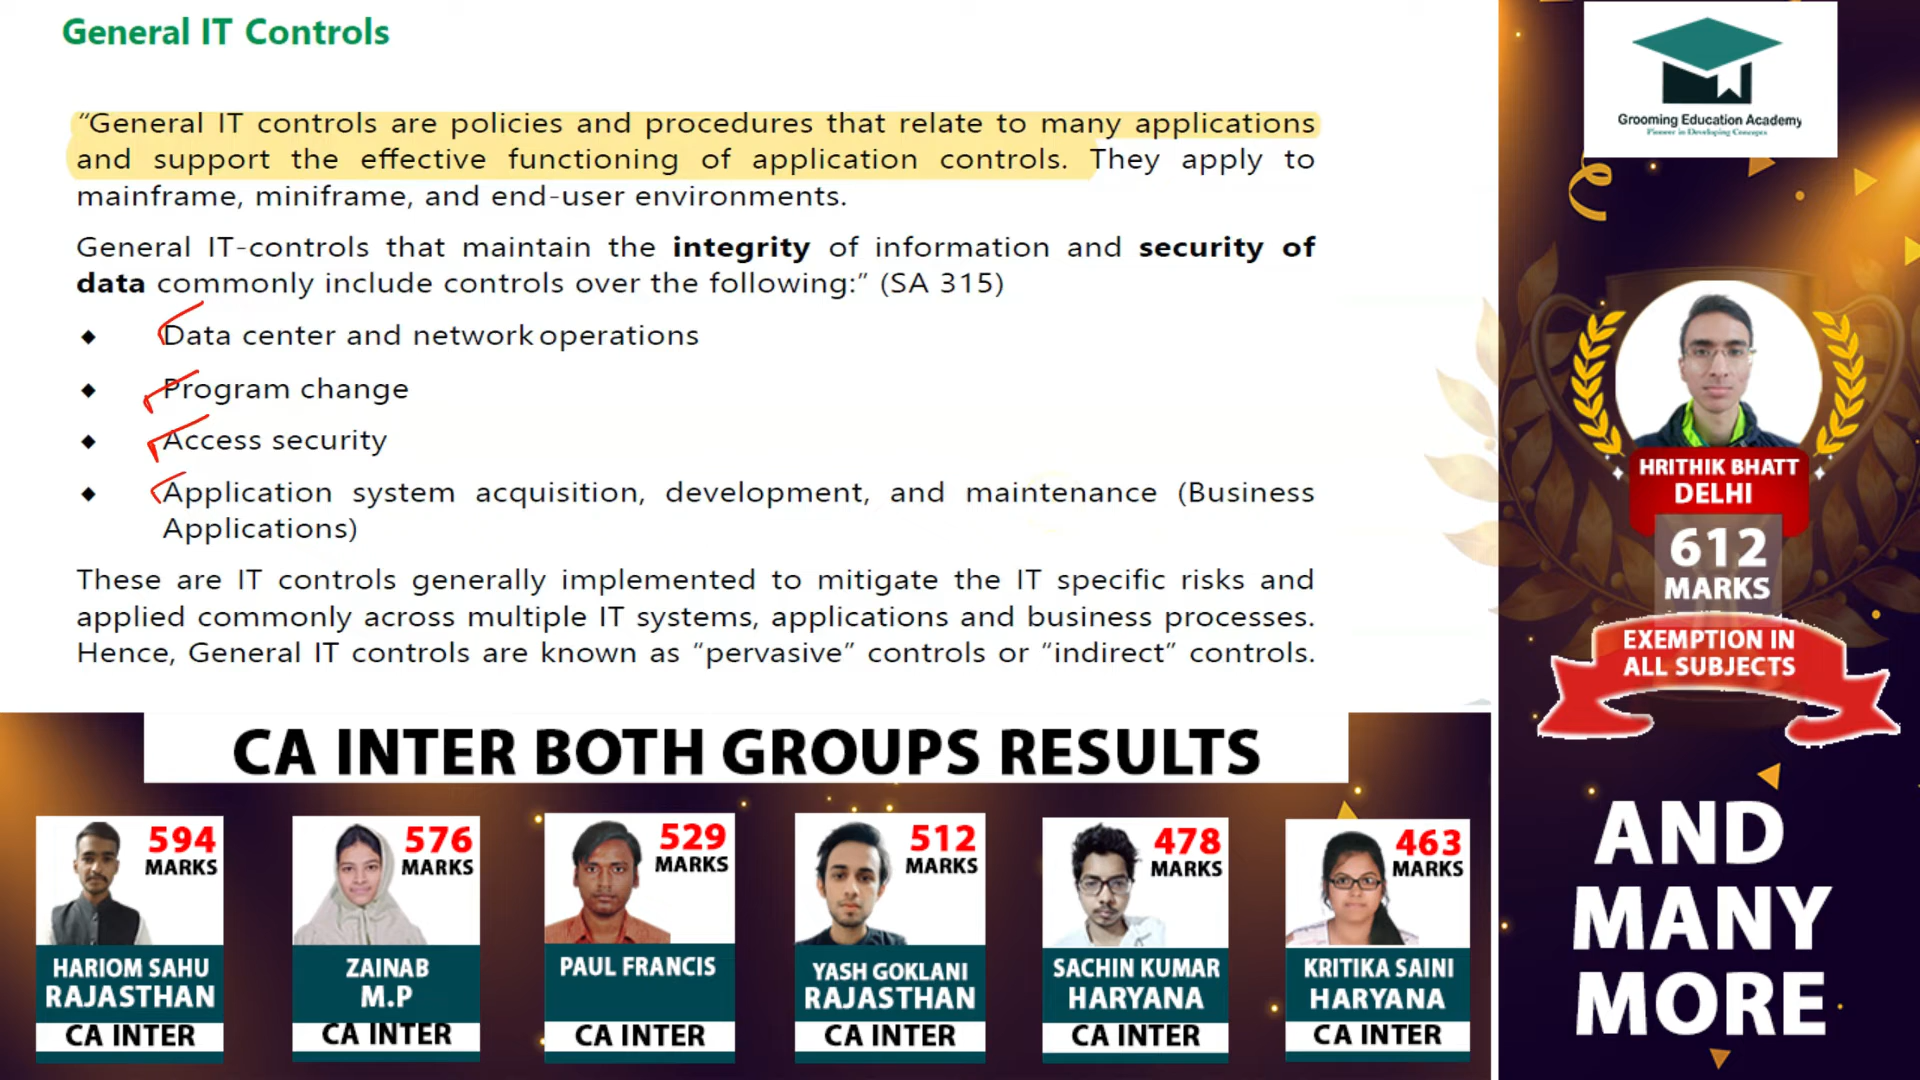 General IT Controls
“General IT controls are policies and procedures that relate to many applications
and support the effective functioning of application controls. They apply to
mainframe, miniframe, and end-user environments.
General IT-controls that maintain the integrity of information and security of
data commonly include controls over the following:” (SA 315)
◆ Data center and network operations
◆ Program change
◆ Access security
◆ Application system acquisition, development, and maintenance (Business
Applications)
These are IT controls generally implemented to mitigate the IT specific risks and
applied commonly across multiple IT systems, applications and business processes.
Hence, General IT controls are known as “pervasive” controls or “indirect” controls.
Grooming Education Academy
Pioneer in Developing Concepts
HRITHIK BHATT
DELHI
612
MARKS
EXEMPTION IN
ALL SUBJECTS
AND
MANY
MORE
CA INTER BOTH GROUPS RESULTS
594
MARKS
HARIOM SAHU
RAJASTHAN
CA INTER
576
MARKS
ZAINAB
M.P
CA INTER
529
MARKS
PAUL FRANCIS
CA INTER
512
MARKS
YASH GOKLANI
RAJASTHAN
CA INTER
478
MARKS
SACHIN KUMAR
HARYANA
CA INTER
463
MARKS
KRITIKA SAINI
HARYANA
CA INTER